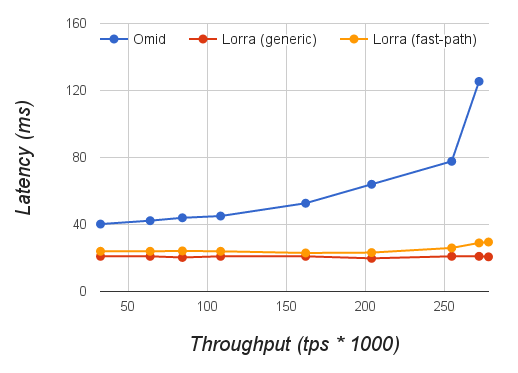 160
Omid Lorra (generic) Lorra (fast-path)
120
80
40
0
50 100 150 200 250
Latency (ms)
Throughput (tps * 1000)